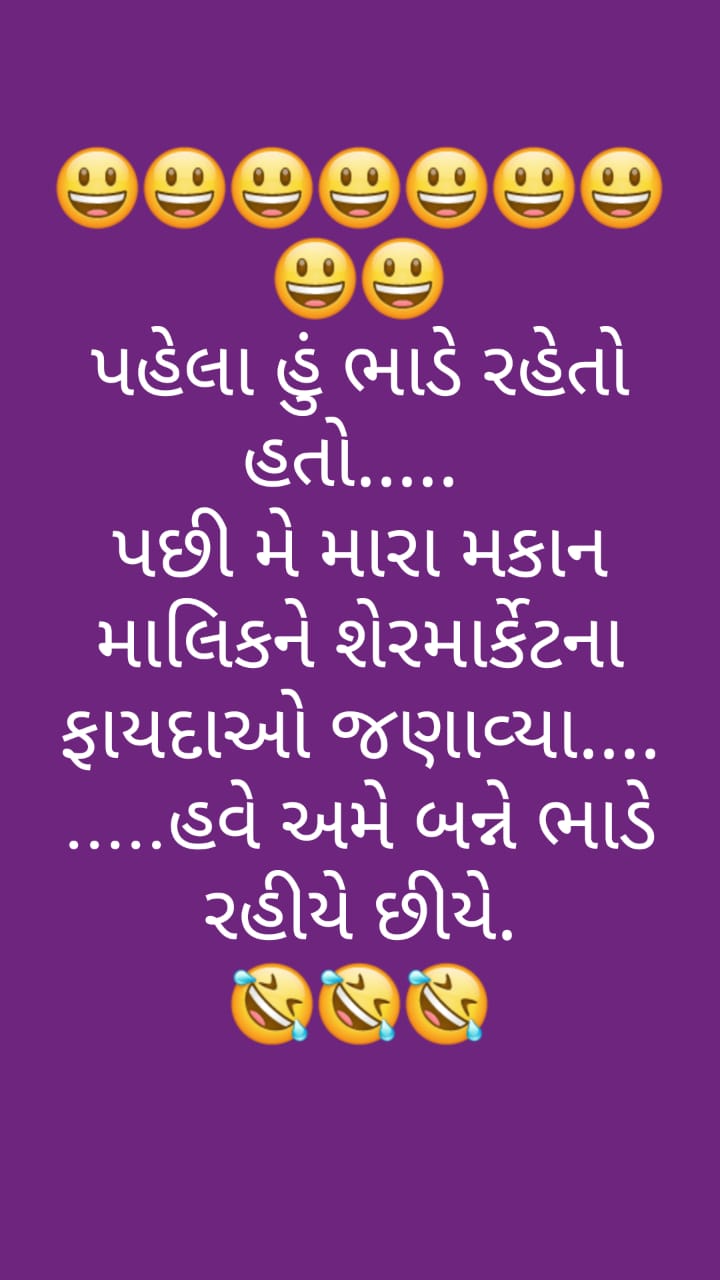 😃😃😃😃😃😃😃
😃😃
પહેલા હું ભાડે રહેતો
હતો.....
પછી મે મારા મકાન
માલિકને શેરમાર્કેટના
ફાયદાઓ જણાવ્યા....
.....હવે અમે બન્ને ભાડે
રહીયે છીયે.
🤣🤣🤣